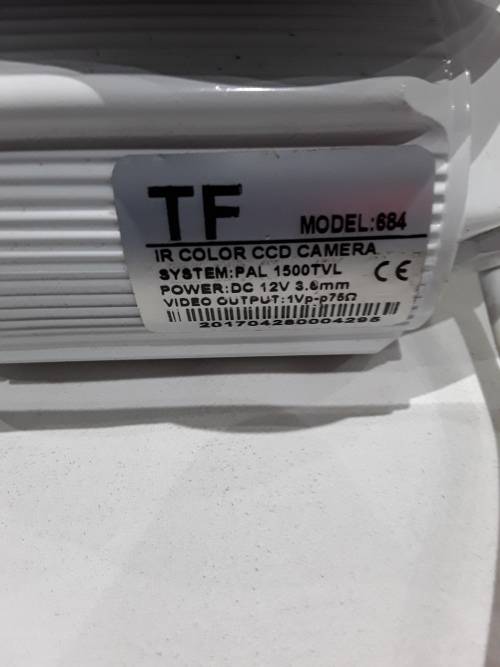 TF
MODEL:684
IR COLOR CCD CAMERA
SYSTEM:PAL 1500TVL
CE
POWER:DC 12V 3.6mm
VIDEO OUTPUT:1Vp-p75Ω
201704280004295